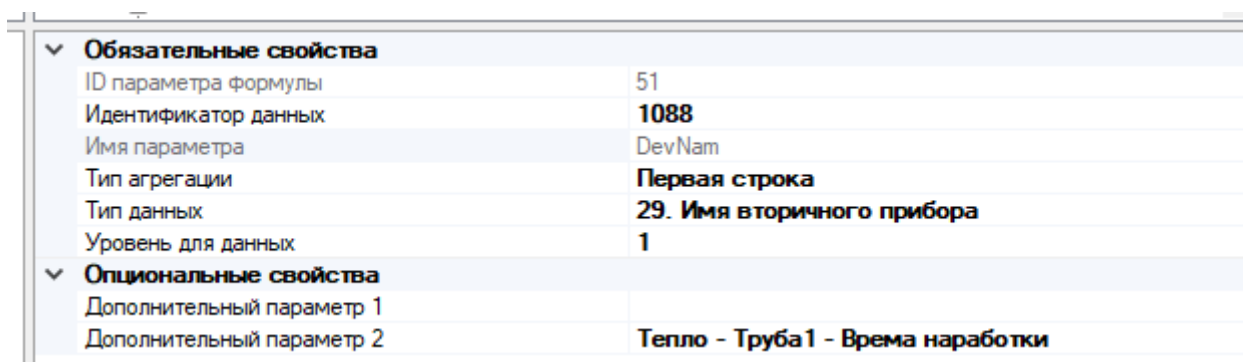 Обязательные свойства
ID параметра формулы 51
Идентификатор данных 1088
Имя параметра DevNam
Тип агрегации Первая строка
Тип данных 29. Имя вторичного прибора
Уровень для данных 1
Опциональные свойства
Дополнительный параметр 1
Дополнительный параметр 2 Тепло - Труба1 - Врема наработки